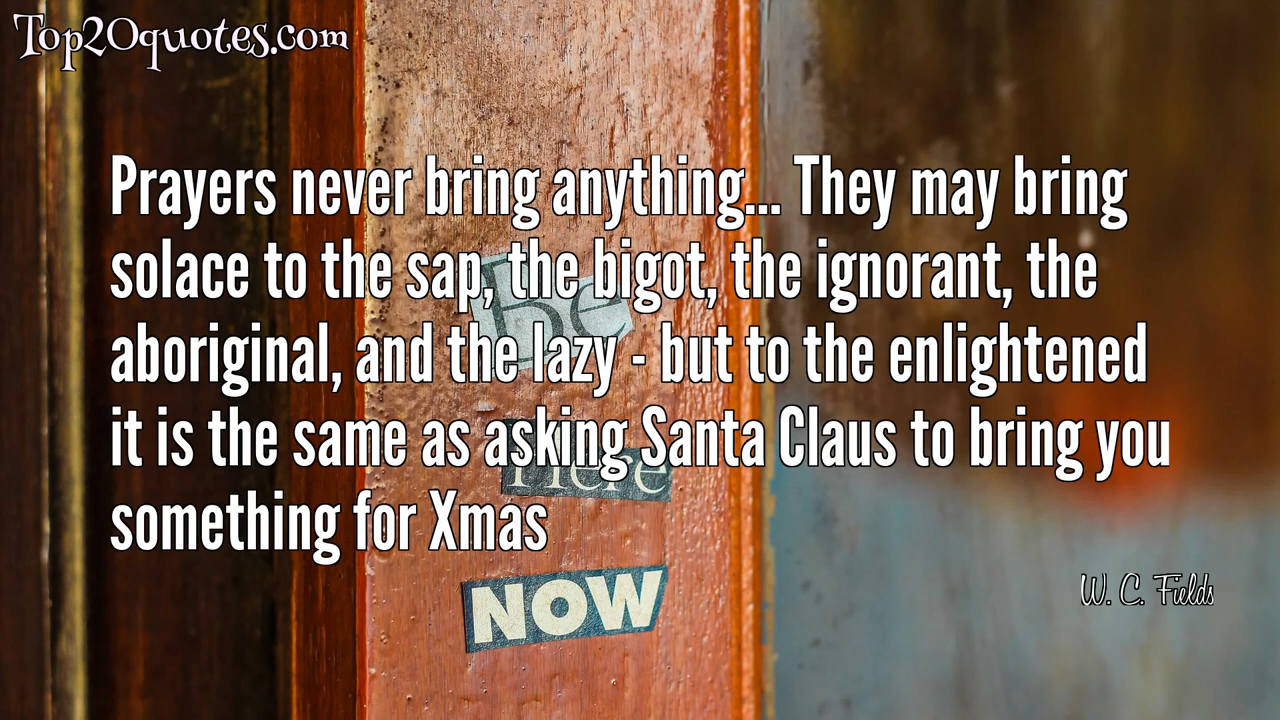 Top20quotes.com
Prayers never bring anything... They may bring
solace to the sap, the bigot, the ignorant, the
aboriginal, and the lazy - but to the enlightened
it is the same as asking Santa Claus to bring you
something for Xmas
W. C. Fields
Be
Here
NOW